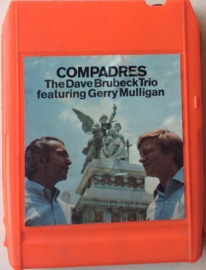 COMPADRES
The Dave Brubeck Trio
featuring Gerry Mulligan